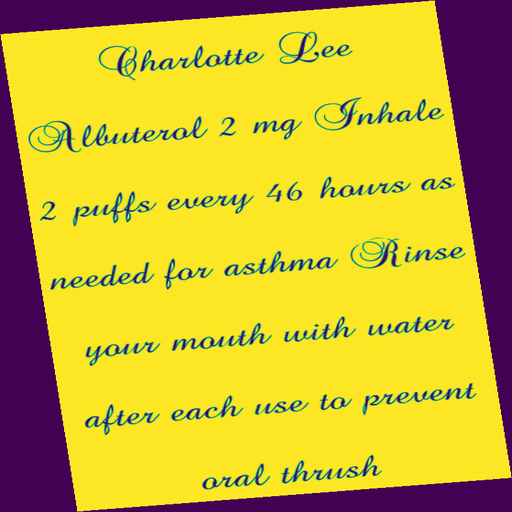 Charlotte Lee
Albuterol 2 mg Inhale
2 puffs every 46 hours as
needed for asthma Rinse
your mouth with water
after each use to prevent
oral thrush